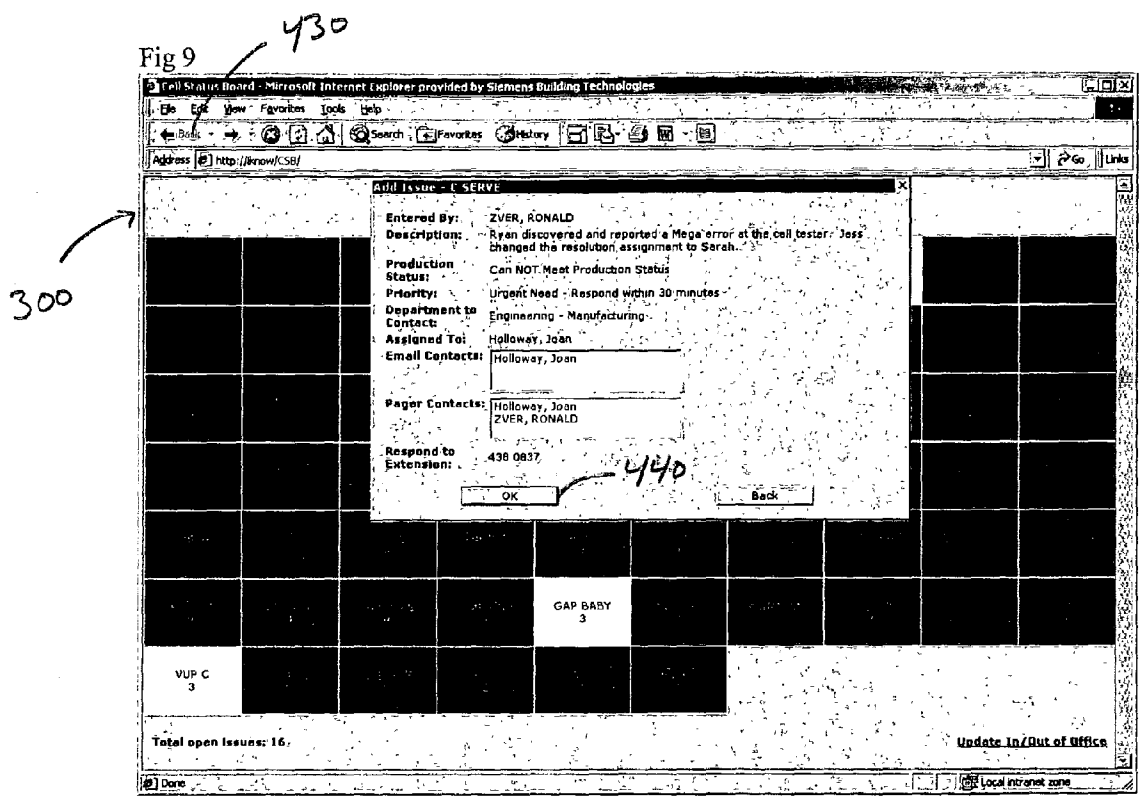 430
Fig 9
Cell Status Board - Microsoft Internet Explorer provided by Siemens Building Technologies
File Edit View Favorites Tools Help
Back Search Favorites History
Address http://iknow/CSB/ Go Links
300
Add Issue - C SERVE
Entered By: ZVER, RONALD
Description: Ryan discovered and reported a Mega error at the cell tester. Jess
changed the resolution assignment to Sarah.
Production
Status: Can NOT Meet Production Status
Priority: Urgent Need - Respond within 30 minutes
Department to
Contact: Engineering - Manufacturing
Assigned To: Holloway, Joan
Email Contacts: Holloway, Joan
Pager Contacts: Holloway, Joan
ZVER, RONALD
Respond to
Extension: 438 0837
440
OK Back
GAP BABY
3
VUP C
3
Total open issues: 16 Update In/Out of Office
Done Local intranet zone